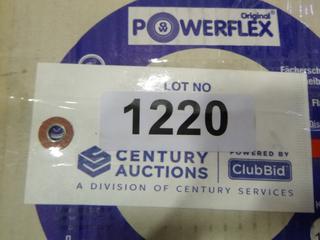 Original
POWERFLEX
LOT NO
1220
CENTURY
AUCTIONS
POWERED BY
ClubBid
A DIVISION OF CENTURY SERVICES